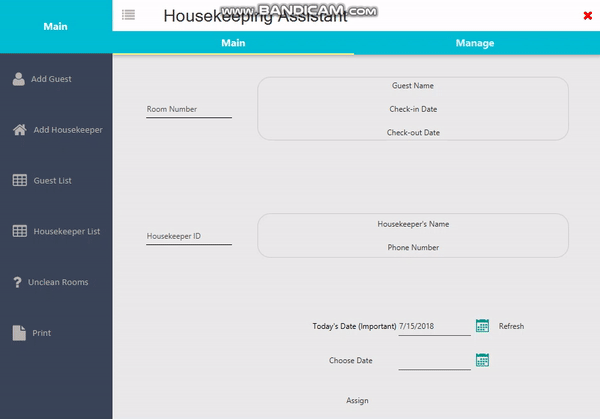 Main
Housekeeping Assistant
www.BANDICAM.com
Main
Manage
Add Guest
Add Housekeeper
Guest List
Housekeeper List
? Unclean Rooms
Print
Room Number
Guest Name
Check-in Date
Check-out Date
Housekeeper ID
Housekeeper's Name
Phone Number
Today's Date (Important) 7/15/2018
Refresh
Choose Date
Assign